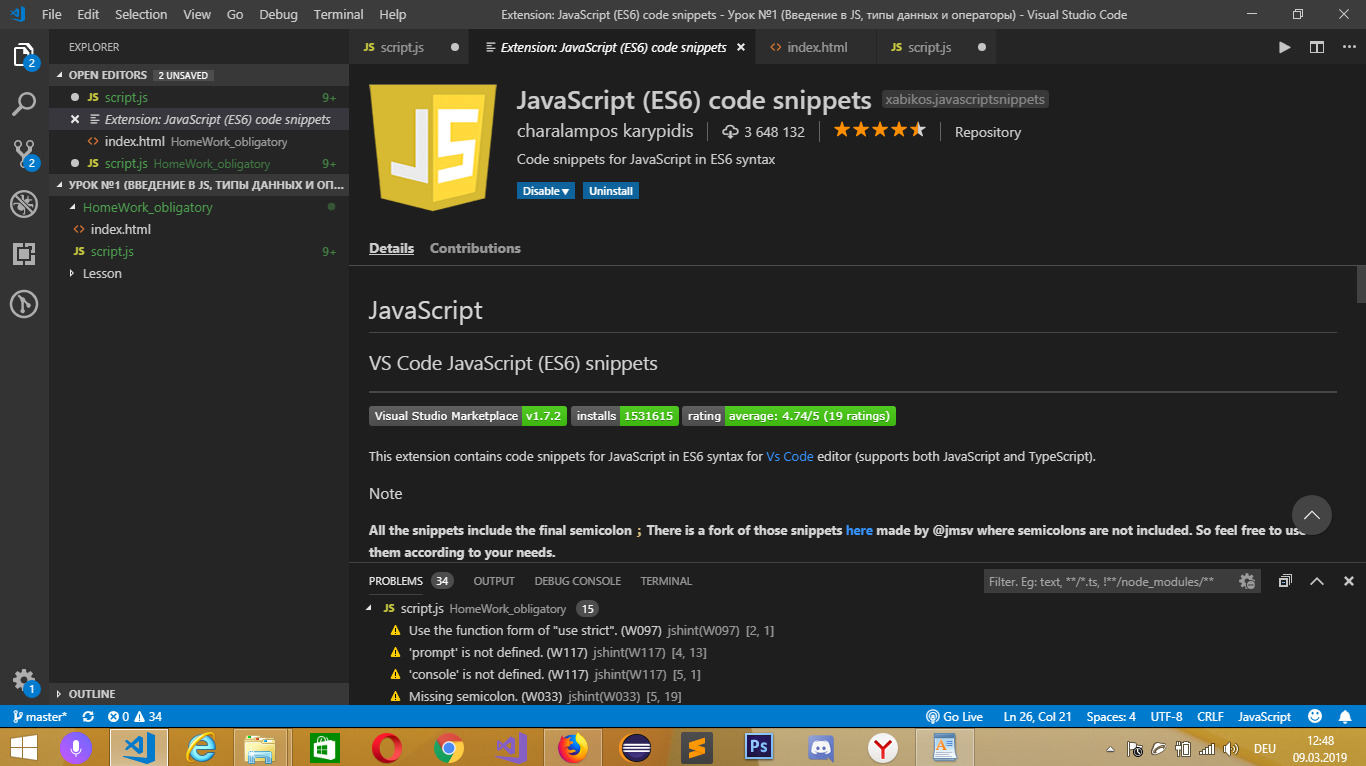 File Edit Selection View Go Debug Terminal Help
Extension: JavaScript (ES6) code snippets - Урок №1 (Введение в JS, типы данных и операторы) - Visual Studio Code
EXPLORER
OPEN EDITORS 2 UNSAVED
JS script.js 9+
Extension: JavaScript (ES6) code snippets
index.html HomeWork_obligatory
JS script.js HomeWork_obligatory 9+
УРОК №1 (ВВЕДЕНИЕ В JS, ТИПЫ ДАННЫХ И ОП...
HomeWork_obligatory
index.html
JS script.js 9+
Lesson
OUTLINE
2
2
1
JS script.js
Extension: JavaScript (ES6) code snippets
index.html
JS script.js
JS
JavaScript (ES6) code snippets xabikos.javascriptsnippets
charalampos karypidis 3 648 132 Repository
Code snippets for JavaScript in ES6 syntax
Disable Uninstall
Details Contributions
JavaScript
VS Code JavaScript (ES6) snippets
Visual Studio Marketplace v1.7.2 installs 1531615 rating average: 4.74/5 (19 ratings)
This extension contains code snippets for JavaScript in ES6 syntax for Vs Code editor (supports both JavaScript and TypeScript).
Note
All the snippets include the final semicolon ; There is a fork of those snippets here made by @jmsv where semicolons are not included. So feel free to use
them according to your needs.
PROBLEMS 34 OUTPUT DEBUG CONSOLE TERMINAL
Filter. Eg: text, **/*.ts, !**/node_modules/**
JS script.js HomeWork_obligatory 15
Use the function form of "use strict". (W097) jshint(W097) [2, 1]
'prompt' is not defined. (W117) jshint(W117) [4, 13]
'console' is not defined. (W117) jshint(W117) [5, 1]
Missing semicolon. (W033) jshint(W033) [5, 19]
master* 0 34
Go Live Ln 26, Col 21 Spaces: 4 UTF-8 CRLF JavaScript
Ps
DEU
12:48
09.03.2019